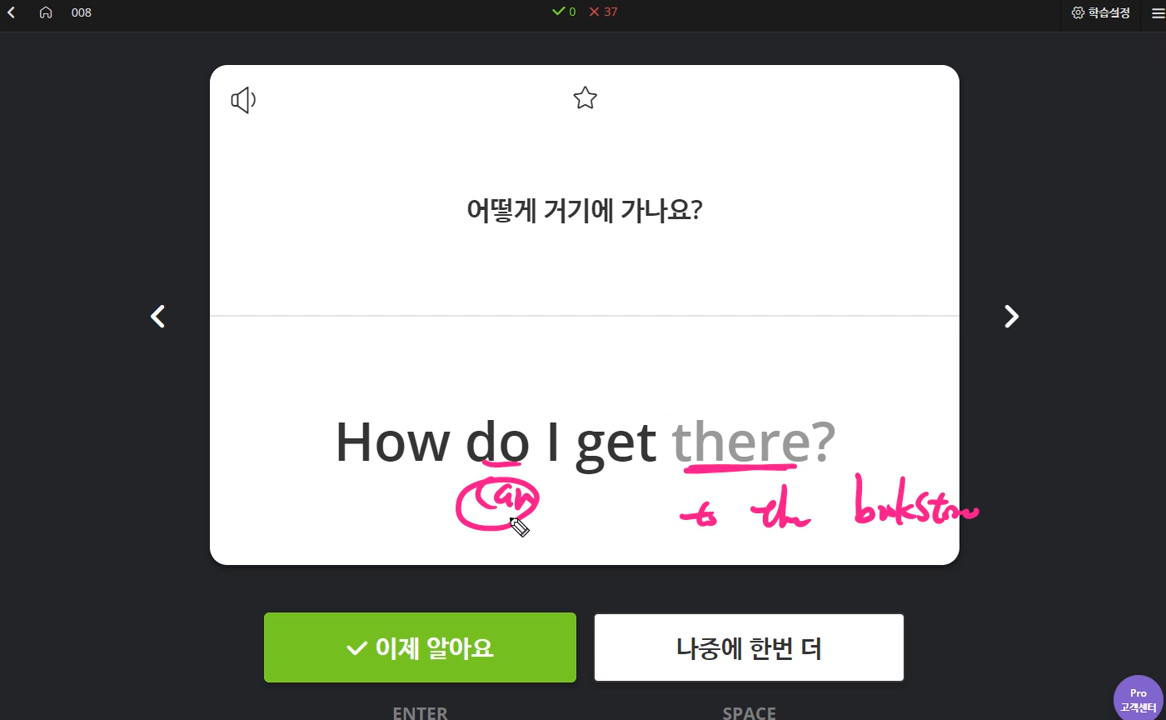 008 0 37 학습설정
어떻게 거기에 가나요?
How do I get there?
can
to the bookstore
이제 알아요 나중에 한번 더
ENTER SPACE
Pro
고객센터